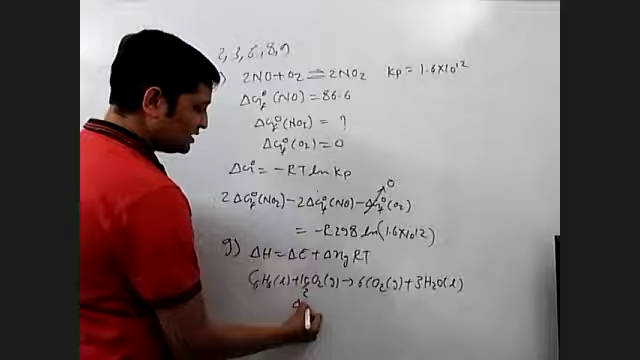 2, 3, 6, 8, 9
) 2NO + O₂ ⇌ 2NO₂ Kp = 1.6×10¹²
ΔG°f (NO) = 86.6
ΔG°f (NO₂) = ?
ΔG°f (O₂) = 0
ΔG° = −RT ln Kp
2ΔG°f (NO₂) − 2ΔG°f (NO) − ΔG°f (O₂) 0
= −R 298 ln (1.6×10¹²)
9) ΔH = ΔE + Δng RT
C₆H₆(l) + 15/2 O₂(g) → 6CO₂(g) + 3H₂O(l)
Δ